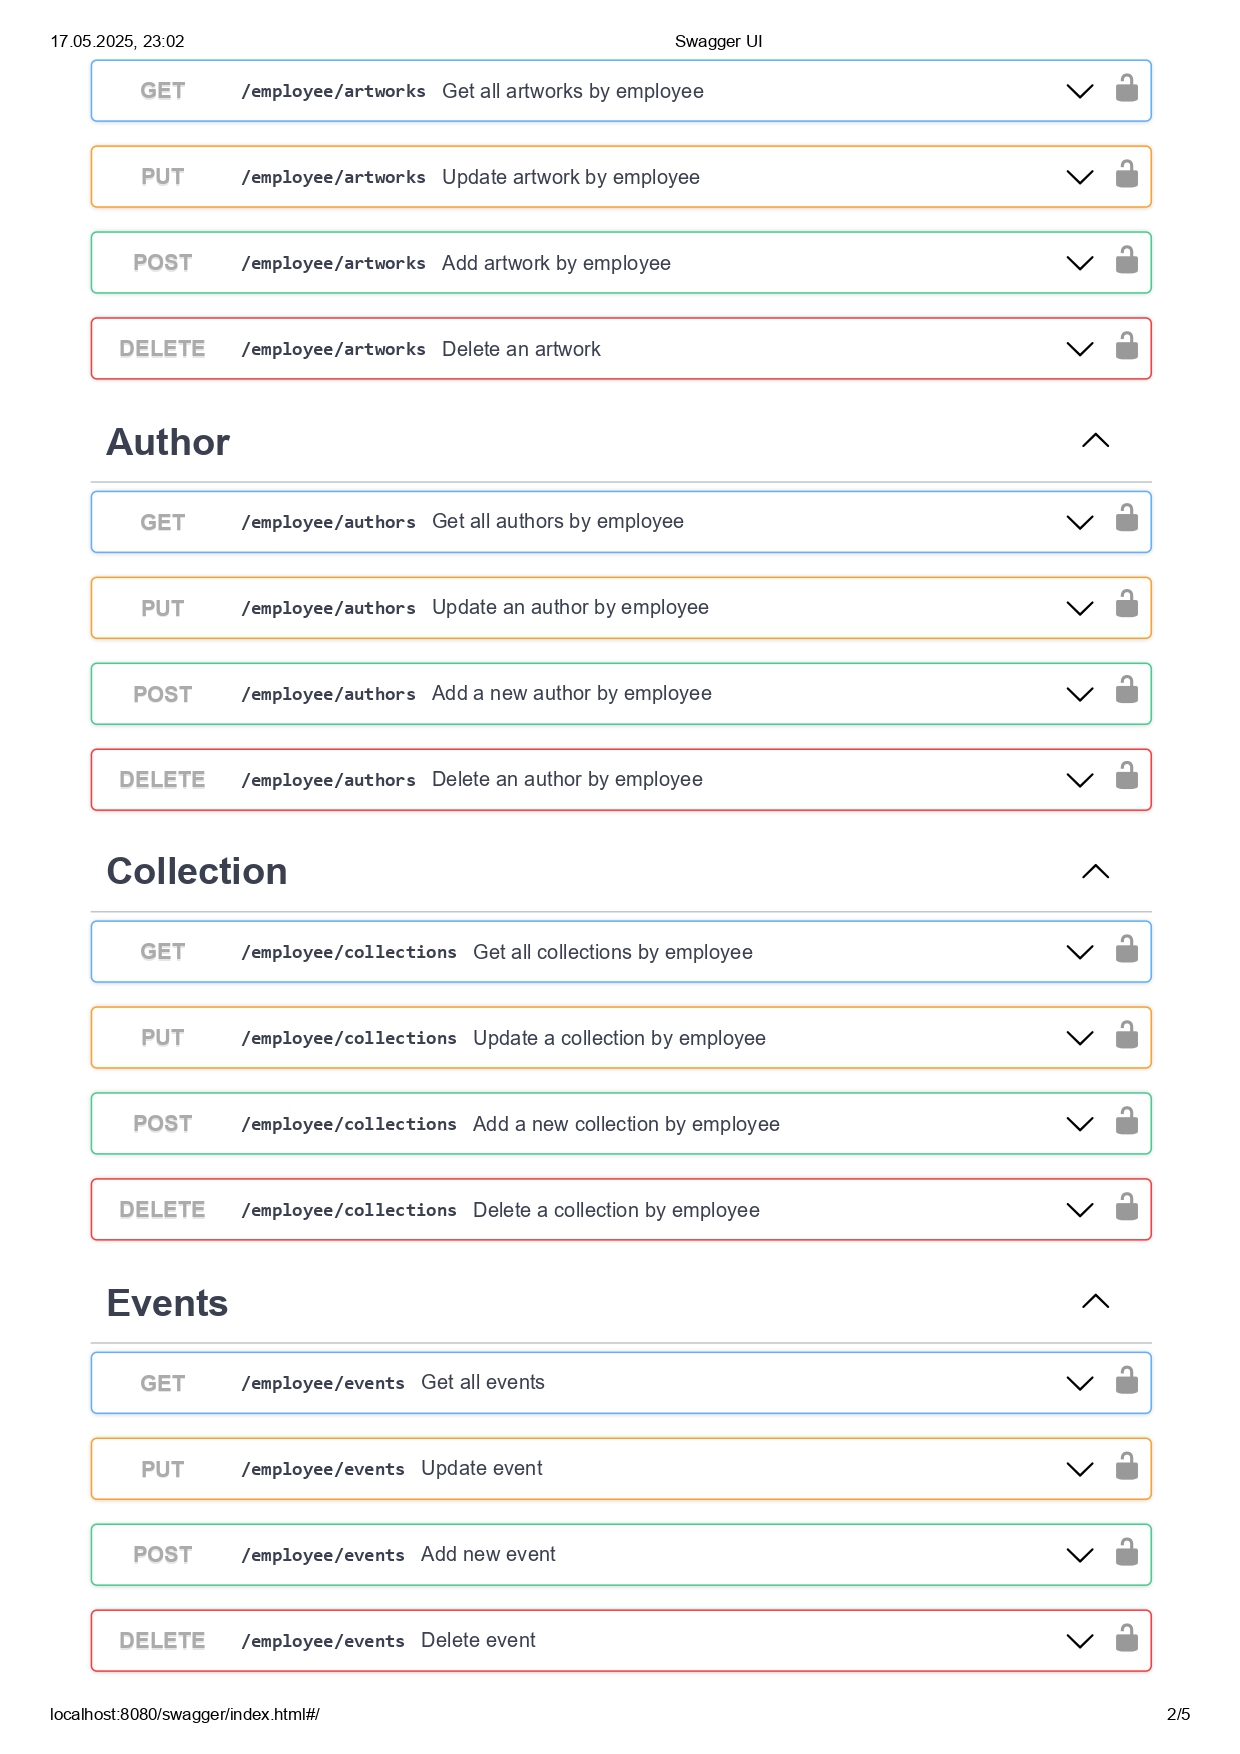 17.05.2025, 23:02 Swagger UI
GET /employee/artworks Get all artworks by employee
PUT /employee/artworks Update artwork by employee
POST /employee/artworks Add artwork by employee
DELETE /employee/artworks Delete an artwork
Author
GET /employee/authors Get all authors by employee
PUT /employee/authors Update an author by employee
POST /employee/authors Add a new author by employee
DELETE /employee/authors Delete an author by employee
Collection
GET /employee/collections Get all collections by employee
PUT /employee/collections Update a collection by employee
POST /employee/collections Add a new collection by employee
DELETE /employee/collections Delete a collection by employee
Events
GET /employee/events Get all events
PUT /employee/events Update event
POST /employee/events Add new event
DELETE /employee/events Delete event
localhost:8080/swagger/index.html#/ 2/5